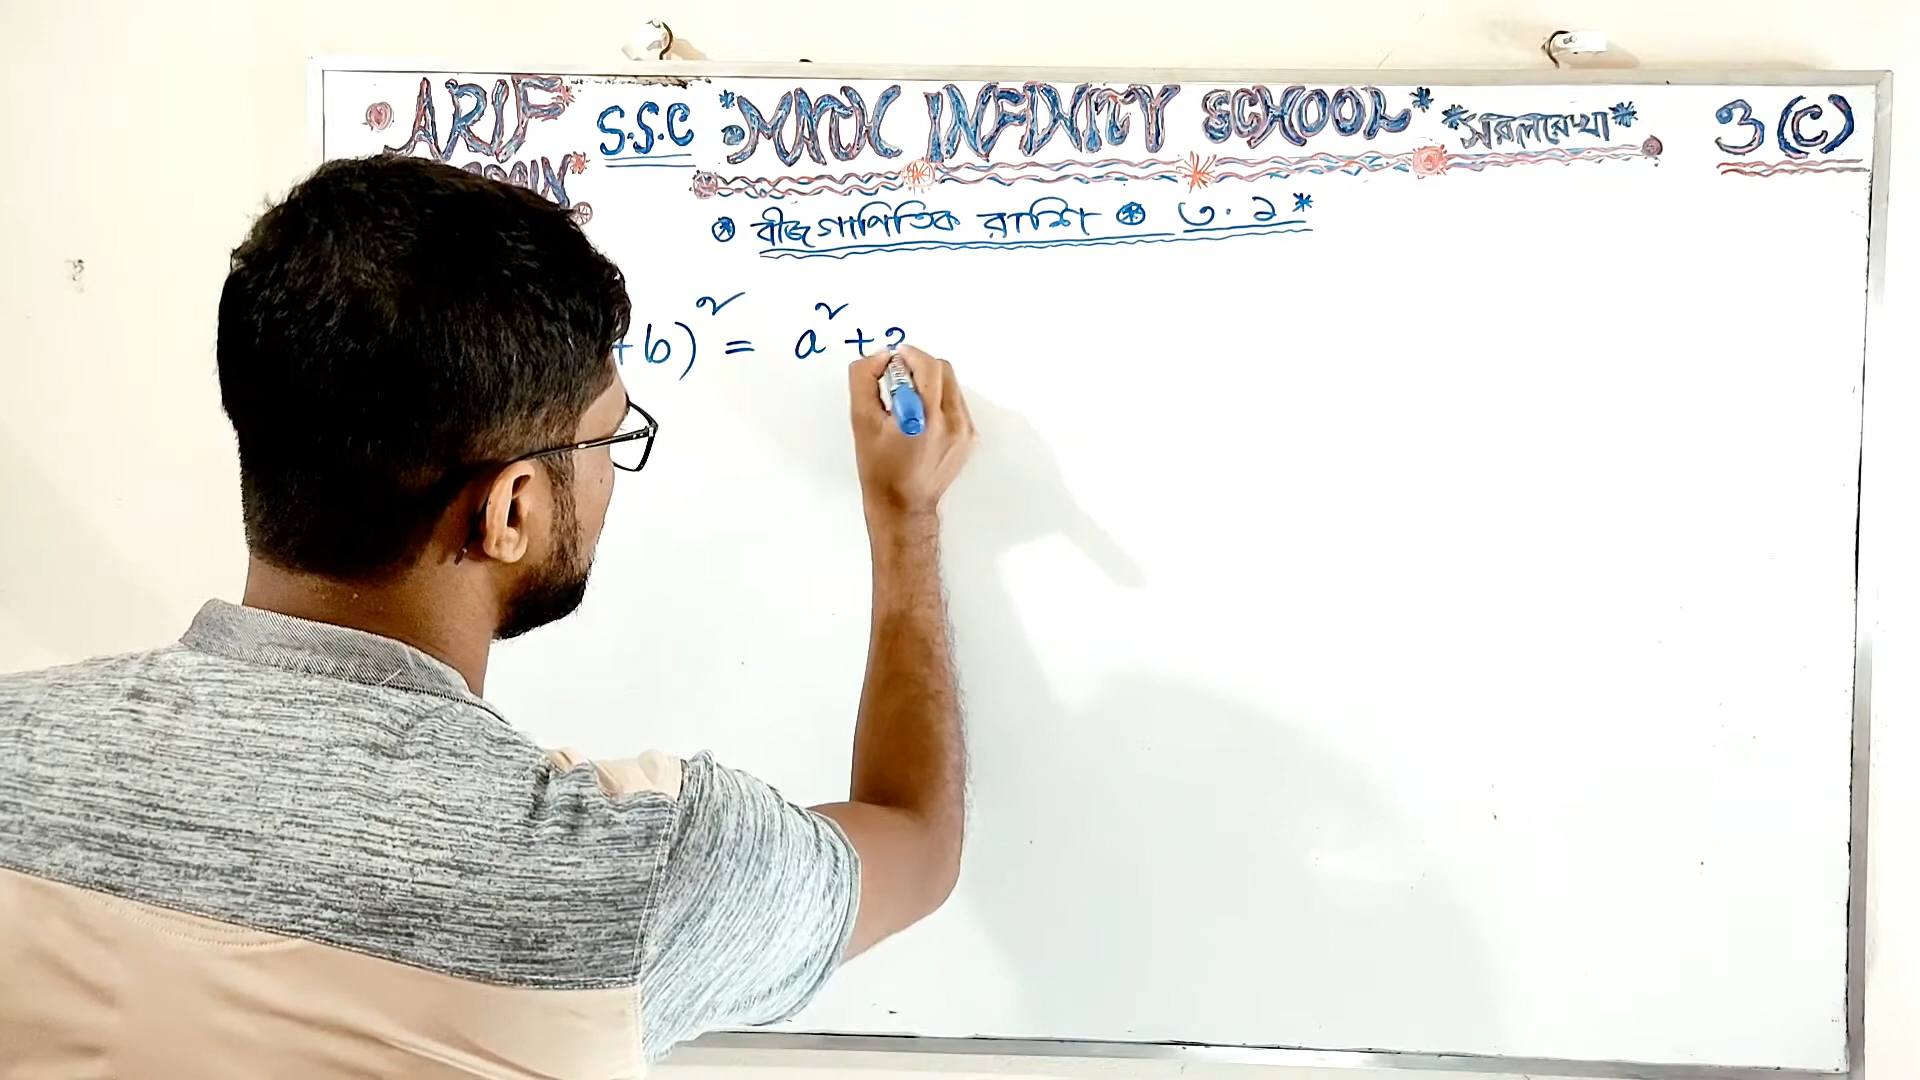 ARIF S.S.C MATH INFINITY SCHOOL *সরলরেখা* 3 (C)
বীজগাণিতিক রাশি ৩.১ *
+b)² = a²+2